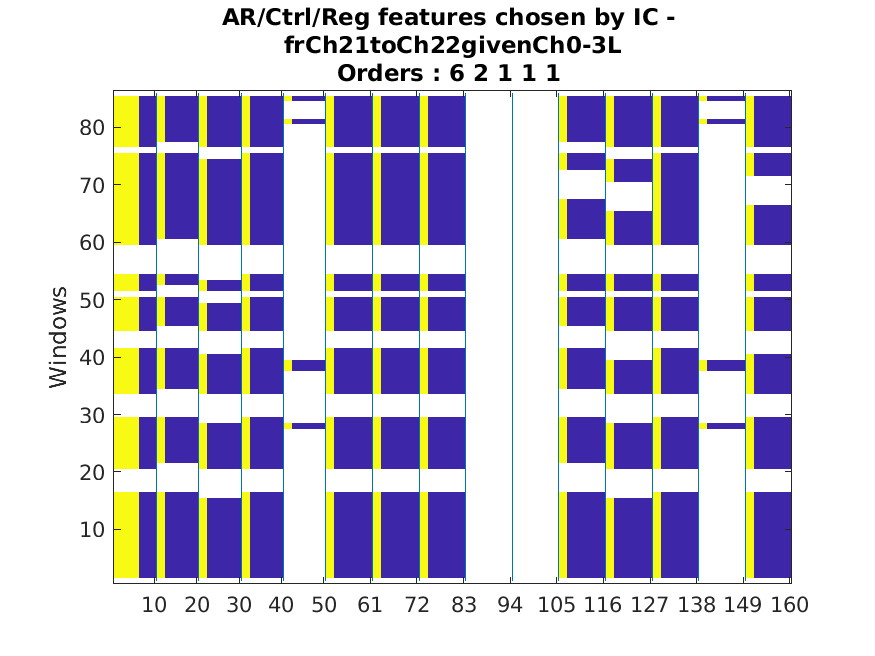 AR/Ctrl/Reg features chosen by IC -
frCh21toCh22givenCh0-3L
Orders : 6 2 1 1 1
80
70
60
50
40
30
20
10
Windows
10 20 30 40 50 61 72 83 94 105 116 127 138 149 160